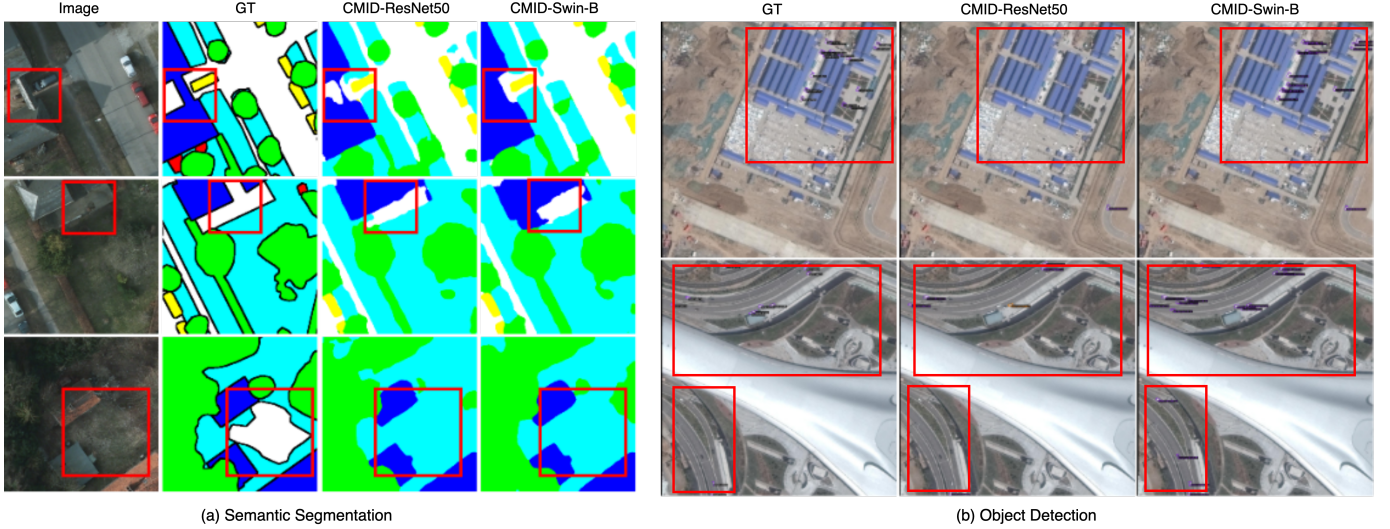 Image GT CMID-ResNet50 CMID-Swin-B
GT CMID-ResNet50 CMID-Swin-B
(a) Semantic Segmentation
(b) Object Detection